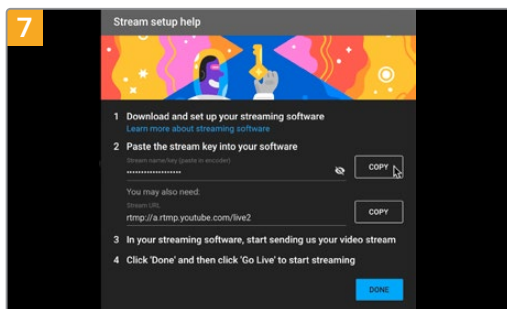 7
Stream setup help
1 Download and set up your streaming software
Learn more about streaming software
2 Paste the stream key into your software
Stream name/key (paste in encoder)
•••••••••••••••••••
COPY
You may also need:
Stream URL
rtmp://a.rtmp.youtube.com/live2
COPY
3 In your streaming software, start sending us your video stream
4 Click 'Done' and then click 'Go Live' to start streaming
DONE